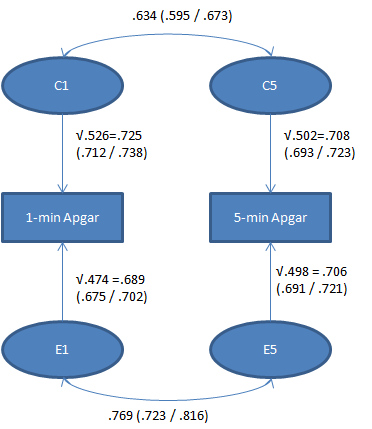 .634 (.595 / .673)
C1
C5
√.526=.725
(.712 / .738)
√.502=.708
(.693 / .723)
1-min Apgar
5-min Apgar
√.474 =.689
(.675 / .702)
√.498 = .706
(.691 / .721)
E1
E5
.769 (.723 / .816)